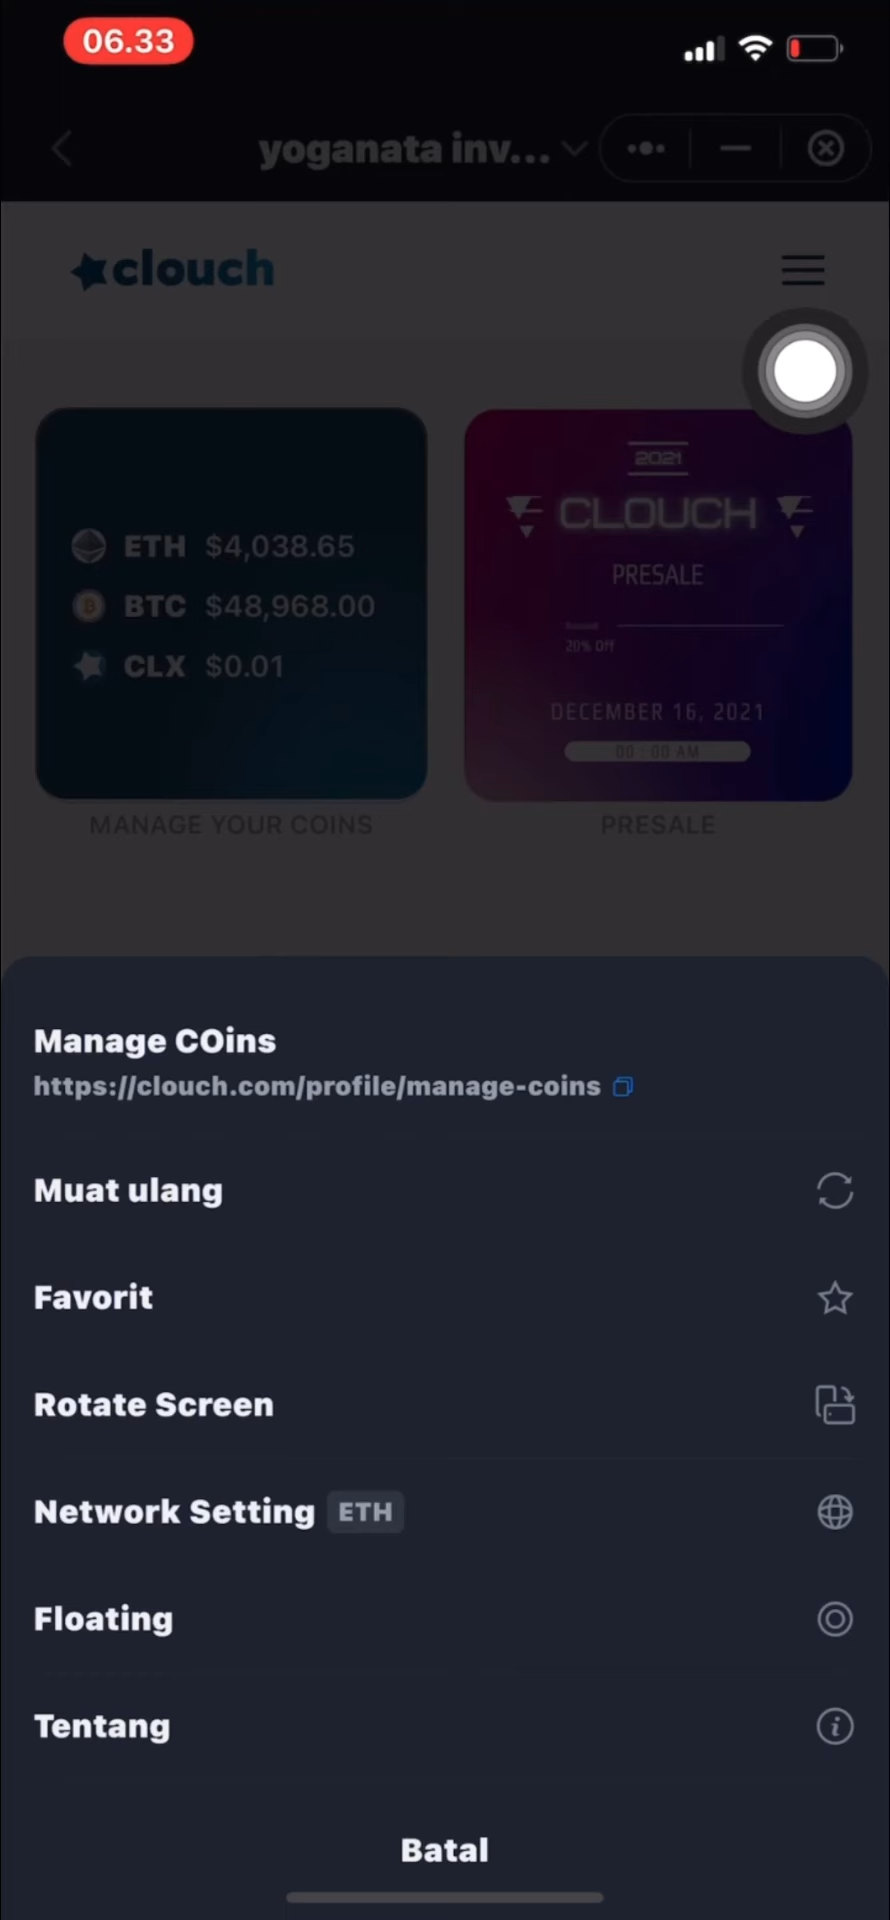 06.33
yoganata inv...
clouch
ETH $4,038.65
BTC $48,968.00
CLX $0.01
MANAGE YOUR COINS
2021
CLOUCH
PRESALE
20% Off
DECEMBER 16, 2021
00 : 00 AM
PRESALE
Manage COins
https://clouch.com/profile/manage-coins
Muat ulang
Favorit
Rotate Screen
Network Setting ETH
Floating
Tentang
Batal